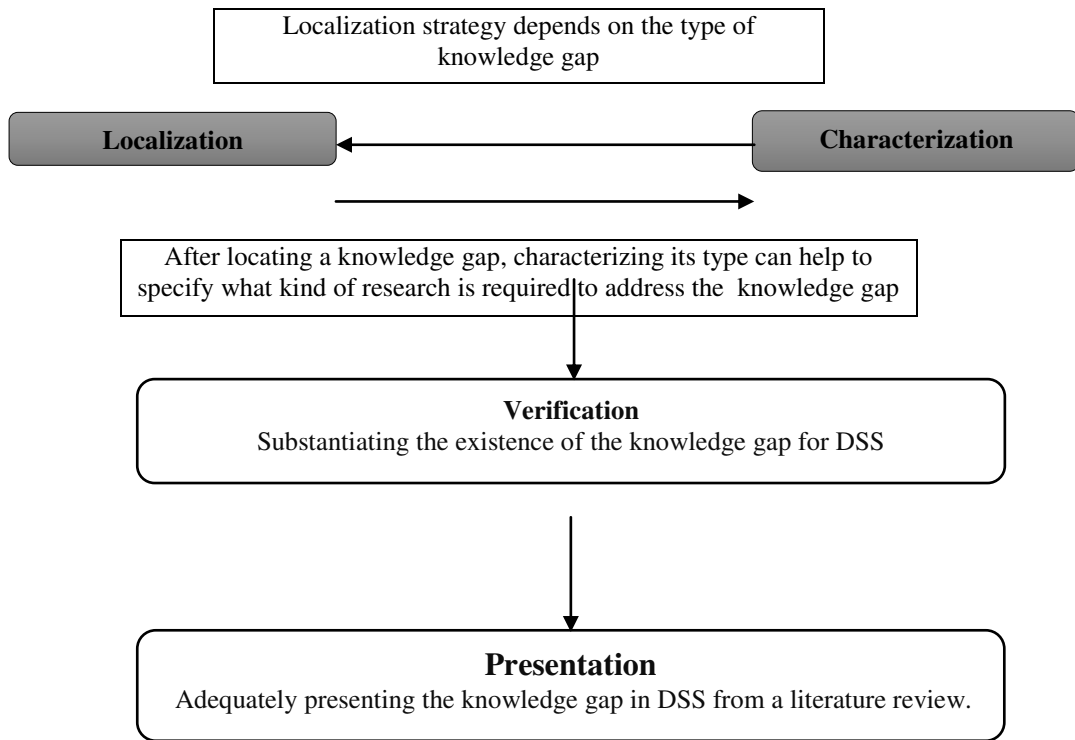 Localization strategy depends on the type of
knowledge gap
Localization
Characterization
After locating a knowledge gap, characterizing its type can help to
specify what kind of research is required to address the knowledge gap
Verification
Substantiating the existence of the knowledge gap for DSS
Presentation
Adequately presenting the knowledge gap in DSS from a literature review.